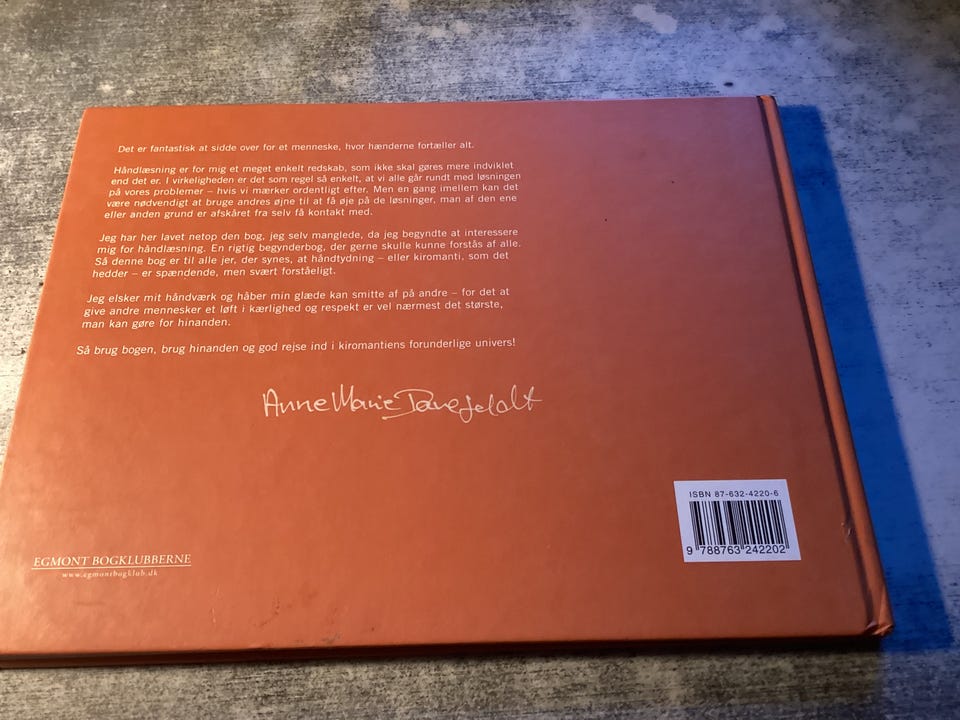 Det er fantastisk at sidde over for et menneske, hvor hænderne fortæller alt.
Håndlæsning er for mig et meget enkelt redskab, som ikke skal gøres mere indviklet
end det er. I virkeligheden er det som regel så enkelt, at vi alle går rundt med løsningen
på vores problemer – hvis vi mærker ordentligt efter. Men en gang imellem kan det
være nødvendigt at bruge andres øjne til at få øje på de løsninger, man af den ene
eller anden grund er afskåret fra selv få kontakt med.
Jeg har her lavet netop den bog, jeg selv manglede, da jeg begyndte at interessere
mig for håndlæsning. En rigtig begynderbog, der gerne skulle kunne forstås af alle.
Så denne bog er til alle jer, der synes, at håndtydning – eller kiromanti, som det
hedder – er spændende, men svært forståeligt.
Jeg elsker mit håndværk og håber min glæde kan smitte af på andre – for det at
give andre mennesker et løft i kærlighed og respekt er vel nærmest det største,
man kan gøre for hinanden.
Så brug bogen, brug hinanden og god rejse ind i kiromantiens forunderlige univers!
Anne Marie
ISBN 87-632-4220-6
9 788763 242202
EGMONT BOGKLUBBERNE
www.egmontbogklub.dk